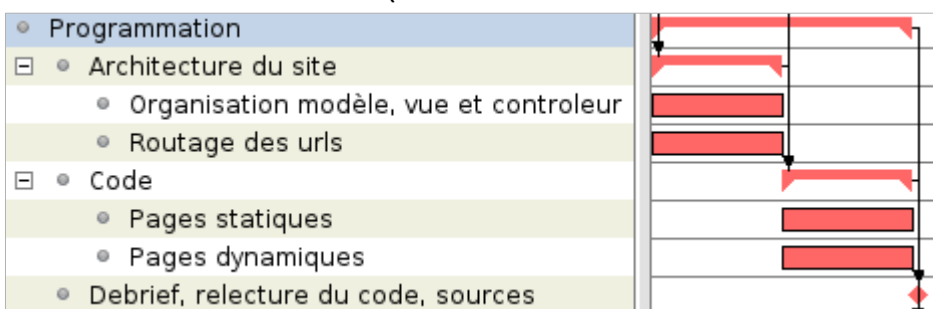 Programmation
Architecture du site
Organisation modèle, vue et controleur
Routage des urls
Code
Pages statiques
Pages dynamiques
Debrief, relecture du code, sources